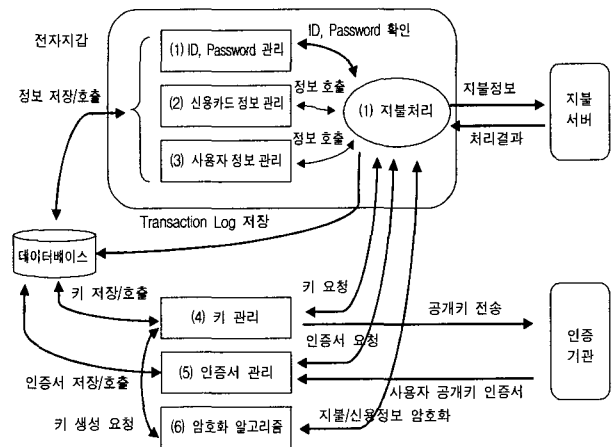 전자지갑
ID, Password 확인
(1) ID, Password 관리
정보 저장/호출
정보 호출
(2) 신용카드 정보 관리
(1) 지불처리
지불정보
지불
서버
처리결과
정보 호출
(3) 사용자 정보 관리
Transaction Log 저장
데이터베이스
키 요청
키 저장/호출
(4) 키 관리
공개키 전송
인증서 요청
인증
기관
(5) 인증서 관리
인증서 저장/호출
사용자 공개키 인증서
지불/신용정보 암호화
키 생성 요청
(6) 암호화 알고리즘